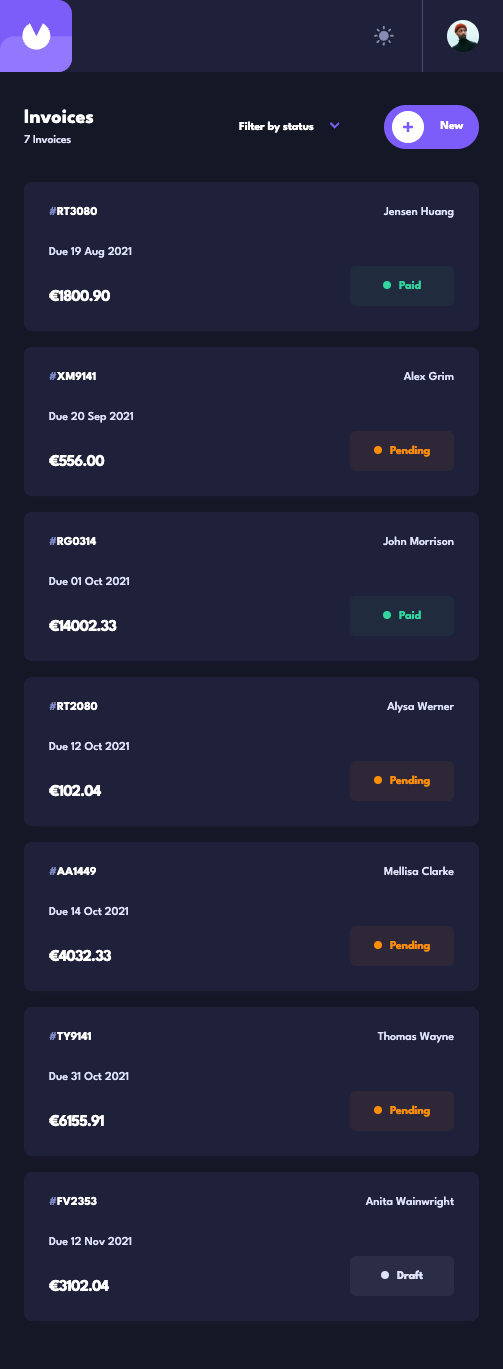 Invoices
7 Invoices
Filter by status
New
#RT3080
Jensen Huang
Due 19 Aug 2021
€1800.90
Paid
#XM9141
Alex Grim
Due 20 Sep 2021
€556.00
Pending
#RG0314
John Morrison
Due 01 Oct 2021
€14002.33
Paid
#RT2080
Alysa Werner
Due 12 Oct 2021
€102.04
Pending
#AA1449
Mellisa Clarke
Due 14 Oct 2021
€4032.33
Pending
#TY9141
Thomas Wayne
Due 31 Oct 2021
€6155.91
Pending
#FV2353
Anita Wainwright
Due 12 Nov 2021
€3102.04
Draft